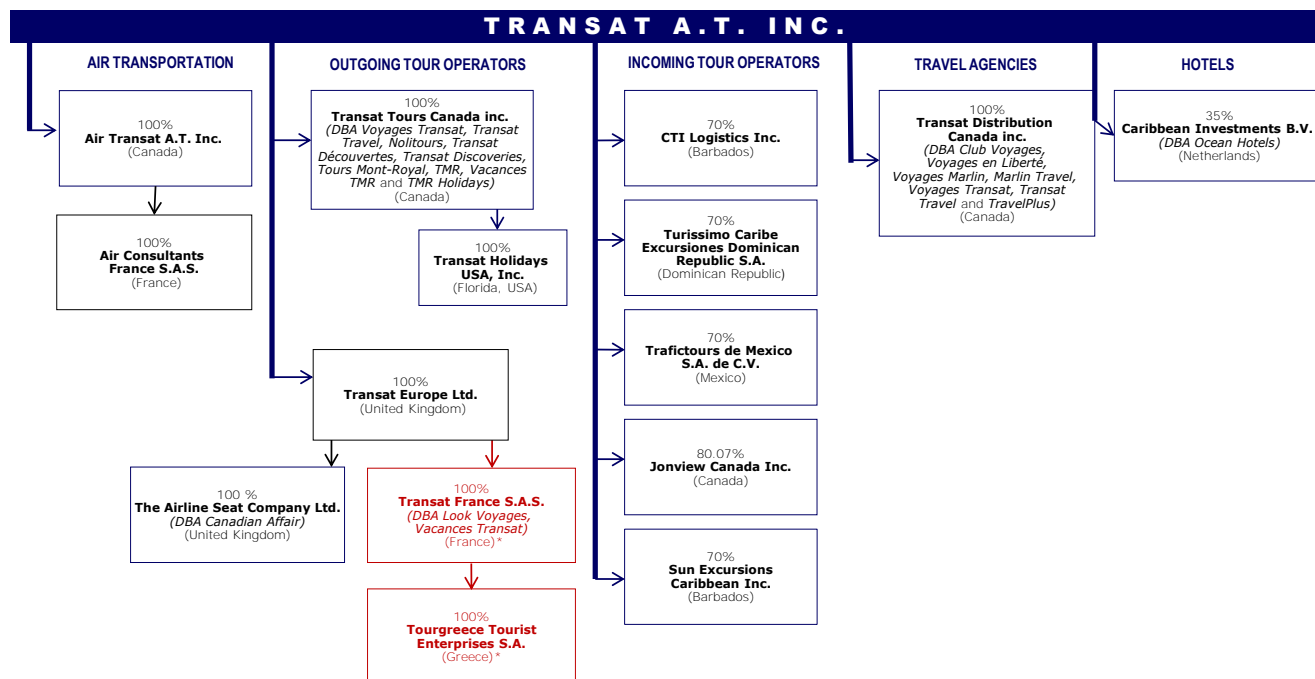 TRANSAT A.T. INC.
AIR TRANSPORTATION
100%
Air Transat A.T. Inc.
(Canada)
100%
Air Consultants
France S.A.S.
(France)
OUTGOING TOUR OPERATORS
100%
Transat Tours Canada inc.
(DBA Voyages Transat, Transat
Travel, Nolitours, Transat
Découvertes, Transat Discoveries,
Tours Mont-Royal, TMR, Vacances
TMR and TMR Holidays)
(Canada)
100%
Transat Holidays
USA, Inc.
(Florida, USA)
100%
Transat Europe Ltd.
(United Kingdom)
100 %
The Airline Seat Company Ltd.
(DBA Canadian Affair)
(United Kingdom)
100%
Transat France S.A.S.
(DBA Look Voyages,
Vacances Transat)
(France)*
100%
Tourgreece Tourist
Enterprises S.A.
(Greece)*
INCOMING TOUR OPERATORS
70%
CTI Logistics Inc.
(Barbados)
70%
Turissimo Caribe
Excursiones Dominican
Republic S.A.
(Dominican Republic)
70%
Trafictours de Mexico
S.A. de C.V.
(Mexico)
80.07%
Jonview Canada Inc.
(Canada)
70%
Sun Excursions
Caribbean Inc.
(Barbados)
TRAVEL AGENCIES
100%
Transat Distribution
Canada inc.
(DBA Club Voyages,
Voyages en Liberté,
Voyages Marlin, Marlin Travel,
Voyages Transat, Transat
Travel and TravelPlus)
(Canada)
HOTELS
35%
Caribbean Investments B.V.
(DBA Ocean Hotels)
(Netherlands)